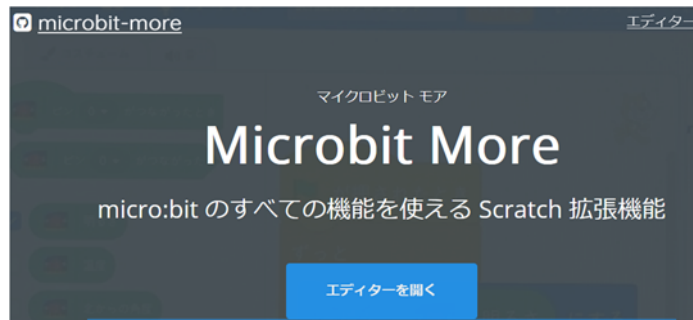 microbit-more
エディター
マイクロビット モア
Microbit More
micro:bit のすべての機能を使える Scratch 拡張機能
エディターを開く